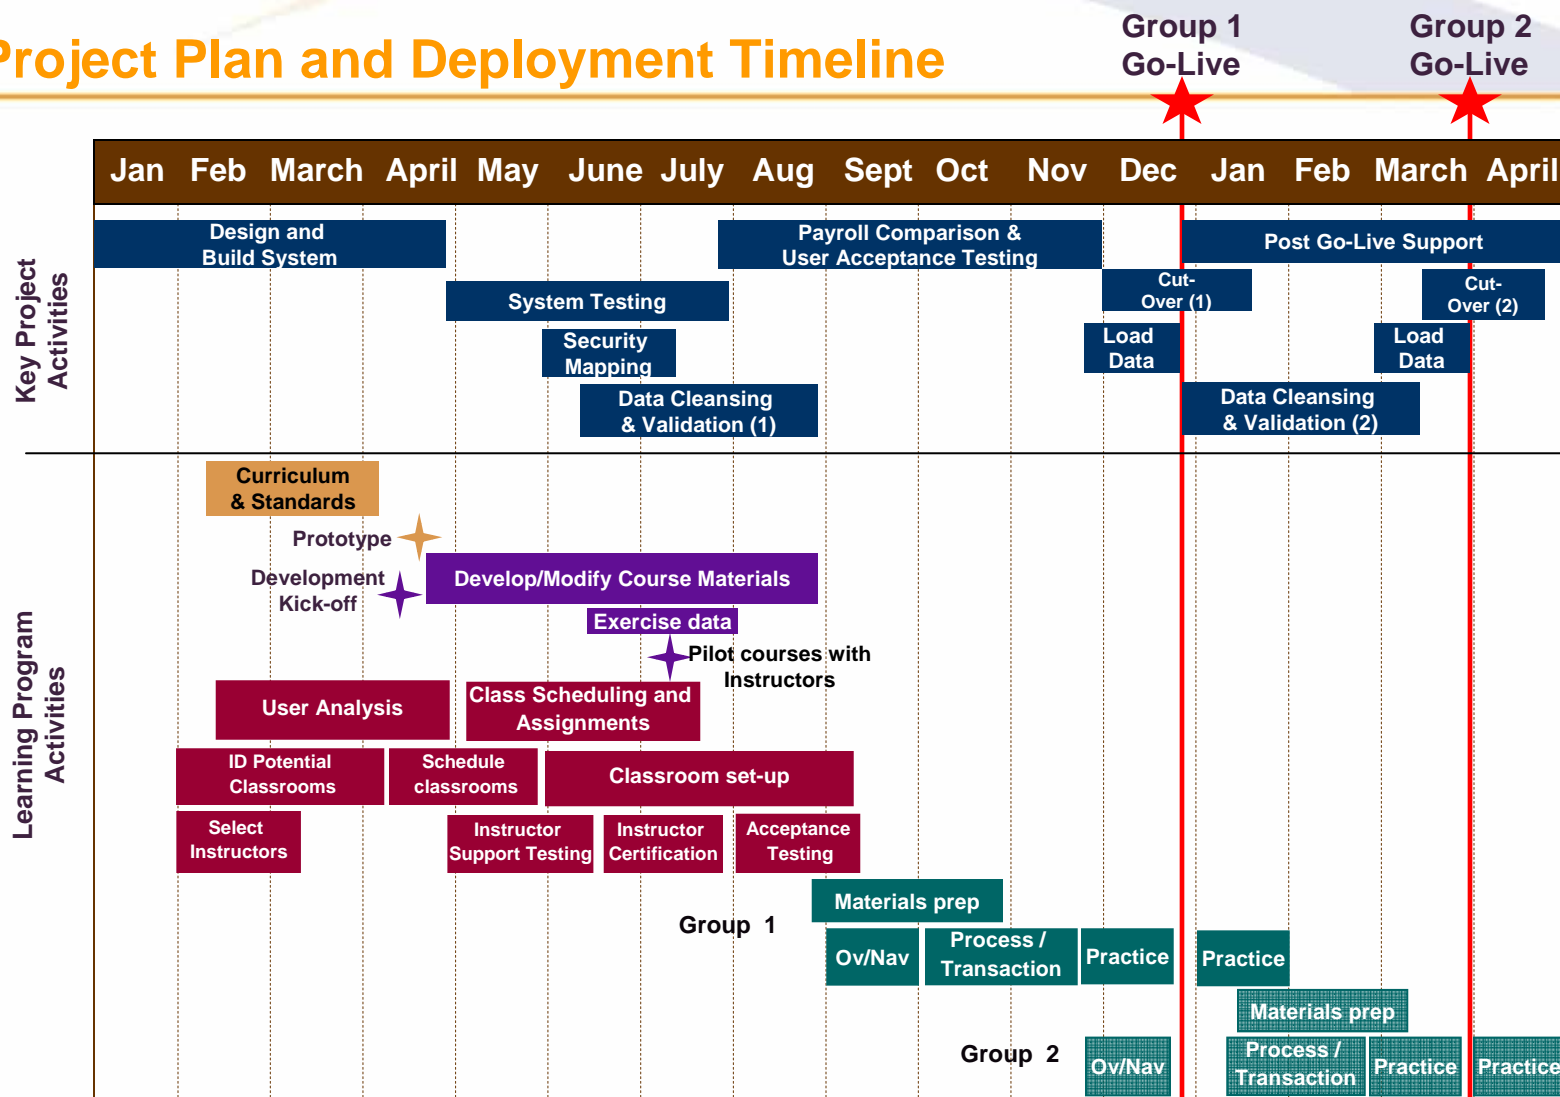 Project Plan and Deployment Timeline
Group 1
Go-Live
Group 2
Go-Live
Jan Feb March April May June July Aug Sept Oct Nov Dec Jan Feb March April
Key Project
Activities
Design and
Build System
Payroll Comparison &
User Acceptance Testing
Post Go-Live Support
System Testing
Cut-
Over (1)
Cut-
Over (2)
Security
Mapping
Load
Data
Load
Data
Data Cleansing
& Validation (1)
Data Cleansing
& Validation (2)
Learning Program
Activities
Curriculum
& Standards
Prototype
Development
Kick-off
Develop/Modify Course Materials
Exercise data
Pilot courses with
Instructors
User Analysis
Class Scheduling and
Assignments
ID Potential
Classrooms
Schedule
classrooms
Classroom set-up
Select
Instructors
Instructor
Support Testing
Instructor
Certification
Acceptance
Testing
Group 1
Materials prep
Ov/Nav
Process /
Transaction
Practice
Practice
Materials prep
Group 2
Ov/Nav
Process /
Transaction
Practice
Practice